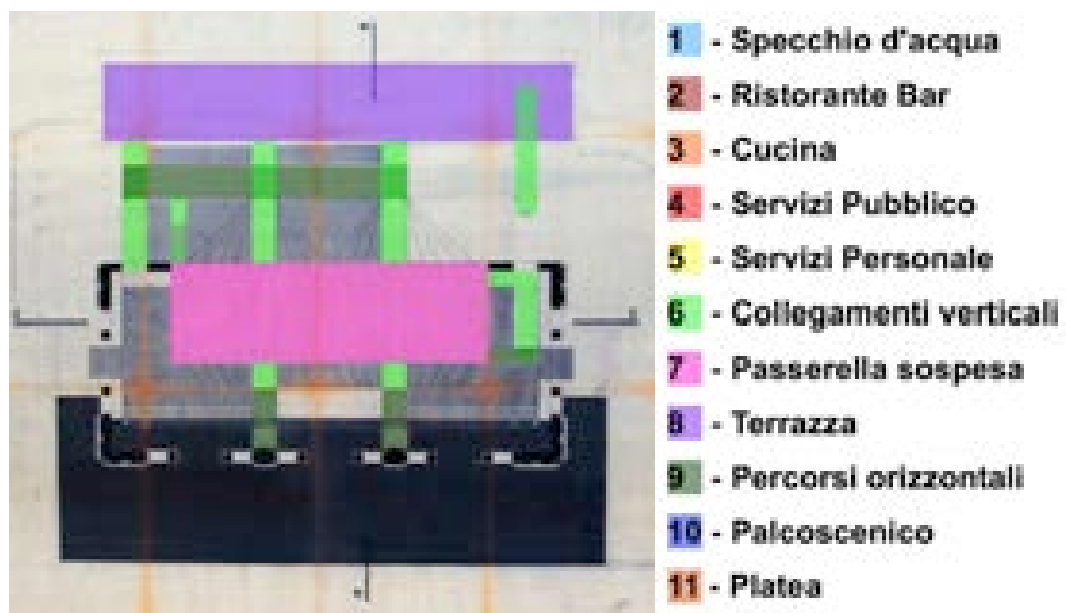 1 - Specchio d'acqua
2 - Ristorante Bar
3 - Cucina
4 - Servizi Pubblico
5 - Servizi Personale
6 - Collegamenti verticali
7 - Passerella sospesa
8 - Terrazza
9 - Percorsi orizzontali
10 - Palcoscenico
11 - Platea